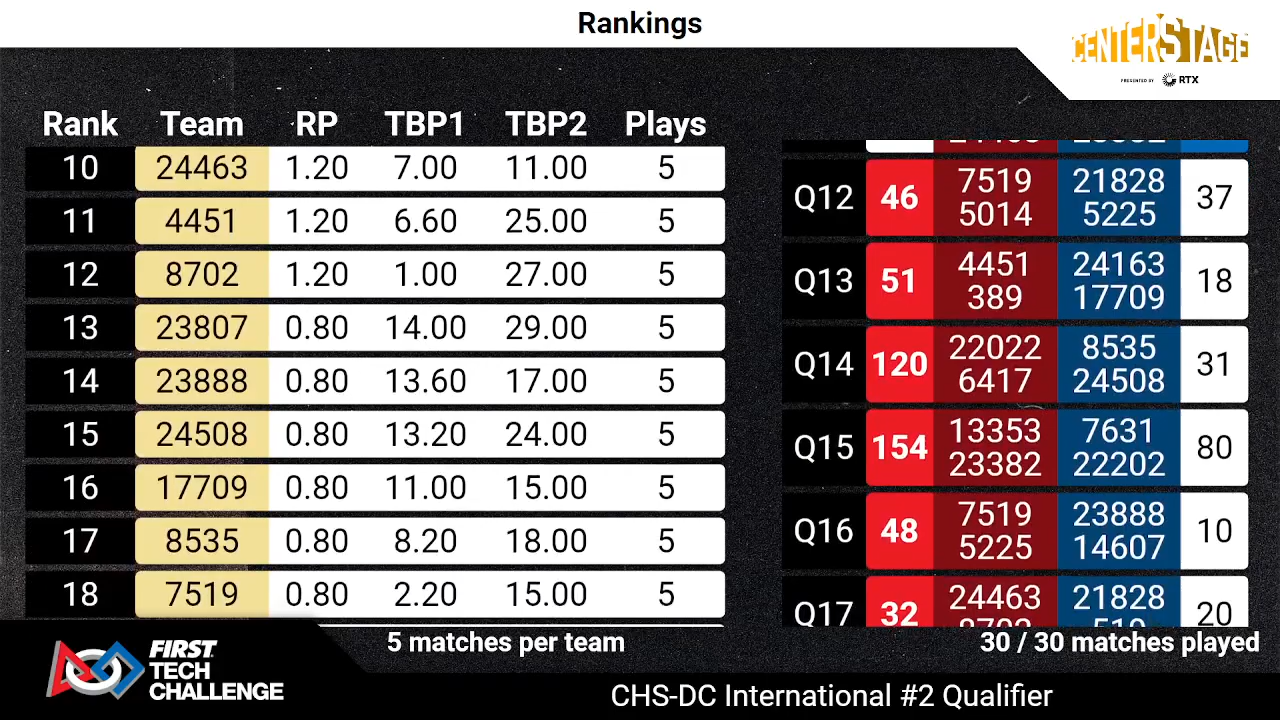 Rankings
CENTERSTAGE
PRESENTED BY RTX
Rank Team RP TBP1 TBP2 Plays
10 24463 1.20 7.00 11.00 5
11 4451 1.20 6.60 25.00 5
12 8702 1.20 1.00 27.00 5
13 23807 0.80 14.00 29.00 5
14 23888 0.80 13.60 17.00 5
15 24508 0.80 13.20 24.00 5
16 17709 0.80 11.00 15.00 5
17 8535 0.80 8.20 18.00 5
18 7519 0.80 2.20 15.00 5
Q12 46 7519 21828 37
5014 5225
Q13 51 4451 24163 18
389 17709
Q14 120 22022 8535 31
6417 24508
Q15 154 13353 7631 80
23382 22202
Q16 48 7519 23888 10
5225 14607
Q17 32 24463 21828 20
5 matches per team
30 / 30 matches played
FIRST
TECH
CHALLENGE
CHS-DC International #2 Qualifier